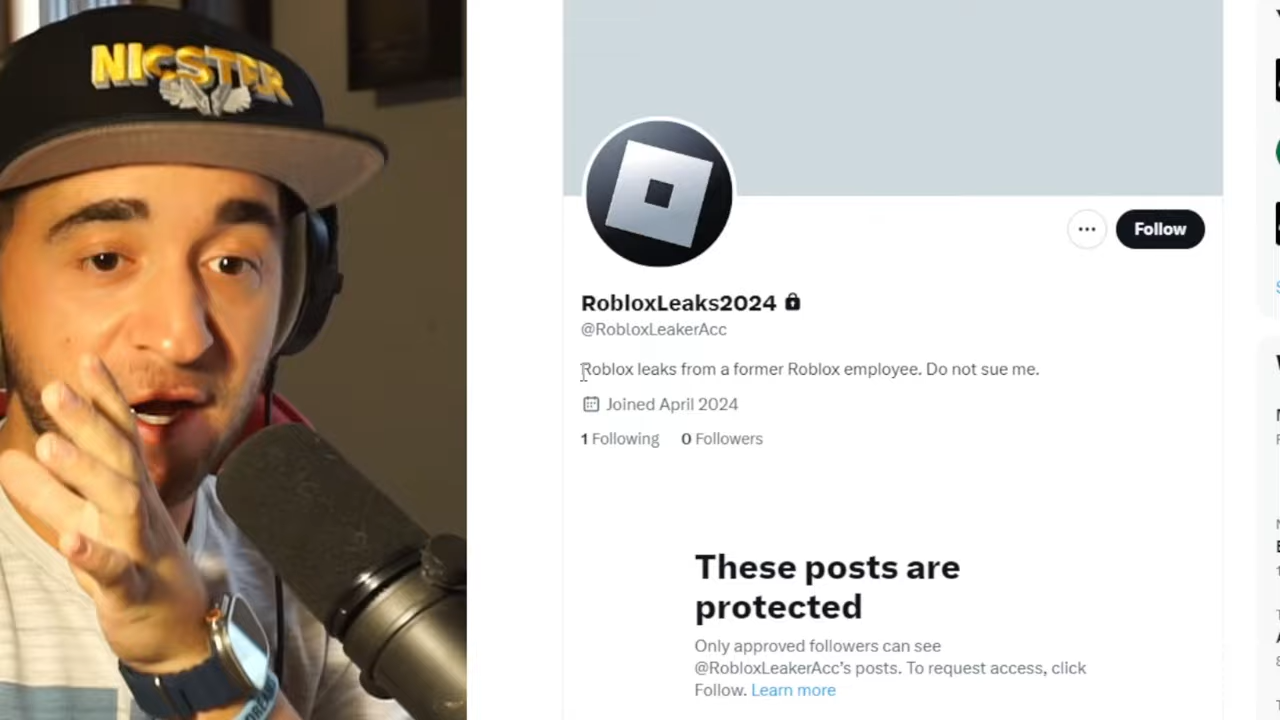 NICSTER
Follow
RobloxLeaks2024
@RobloxLeakerAcc
Roblox leaks from a former Roblox employee. Do not sue me.
Joined April 2024
1 Following 0 Followers
These posts are
protected
Only approved followers can see
@RobloxLeakerAcc's posts. To request access, click
Follow. Learn more